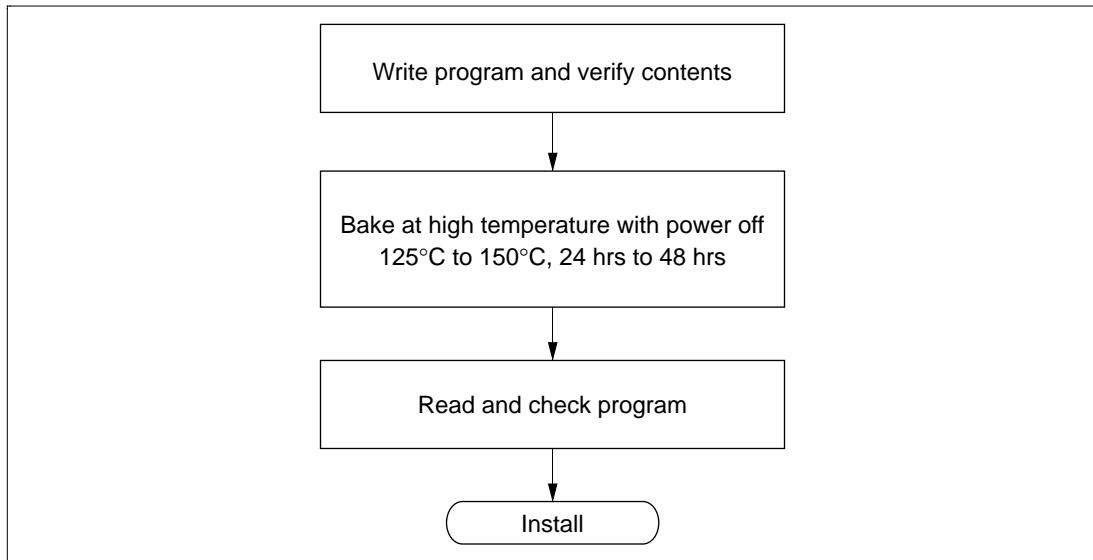 Write program and verify contents
Bake at high temperature with power off
125°C to 150°C, 24 hrs to 48 hrs
Read and check program
Install